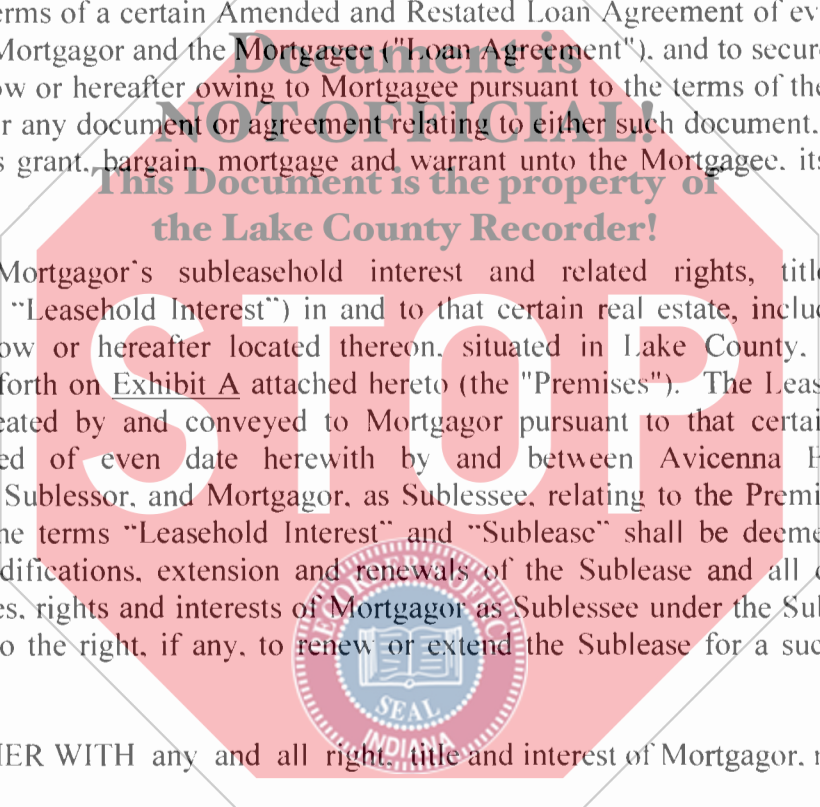 erms of a certain Amended and Restated Loan Agreement of ev
Mortgagor and the Mortgagee ("Loan Agreement"), and to secur
Document is
ow or hereafter owing to Mortgagee pursuant to the terms of the
NOT OFFICIAL!
r any document or agreement relating to either such document.
s grant, bargain, mortgage and warrant unto the Mortgagee, its
This Document is the property of
the Lake County Recorder!
Mortgagor's subleasehold interest and related rights, titl
"Leasehold Interest") in and to that certain real estate, inclu
ow or hereafter located thereon, situated in Lake County,
forth on Exhibit A attached hereto (the "Premises"). The Leas
STOP
eated by and conveyed to Mortgagor pursuant to that certai
ed of even date herewith by and between Avicenna
Sublessor, and Mortgagor, as Sublessee, relating to the Premi
he terms "Leasehold Interest" and "Sublease" shall be deeme
difications, extension and renewals of the Sublease and all
es, rights and interests of Mortgagor as Sublessee under the Su
o the right, if any, to renew or extend the Sublease for a suc
RECORDER'S OFFICE
SEAL
INDIANA
HER WITH any and all right, title and interest of Mortgagor,